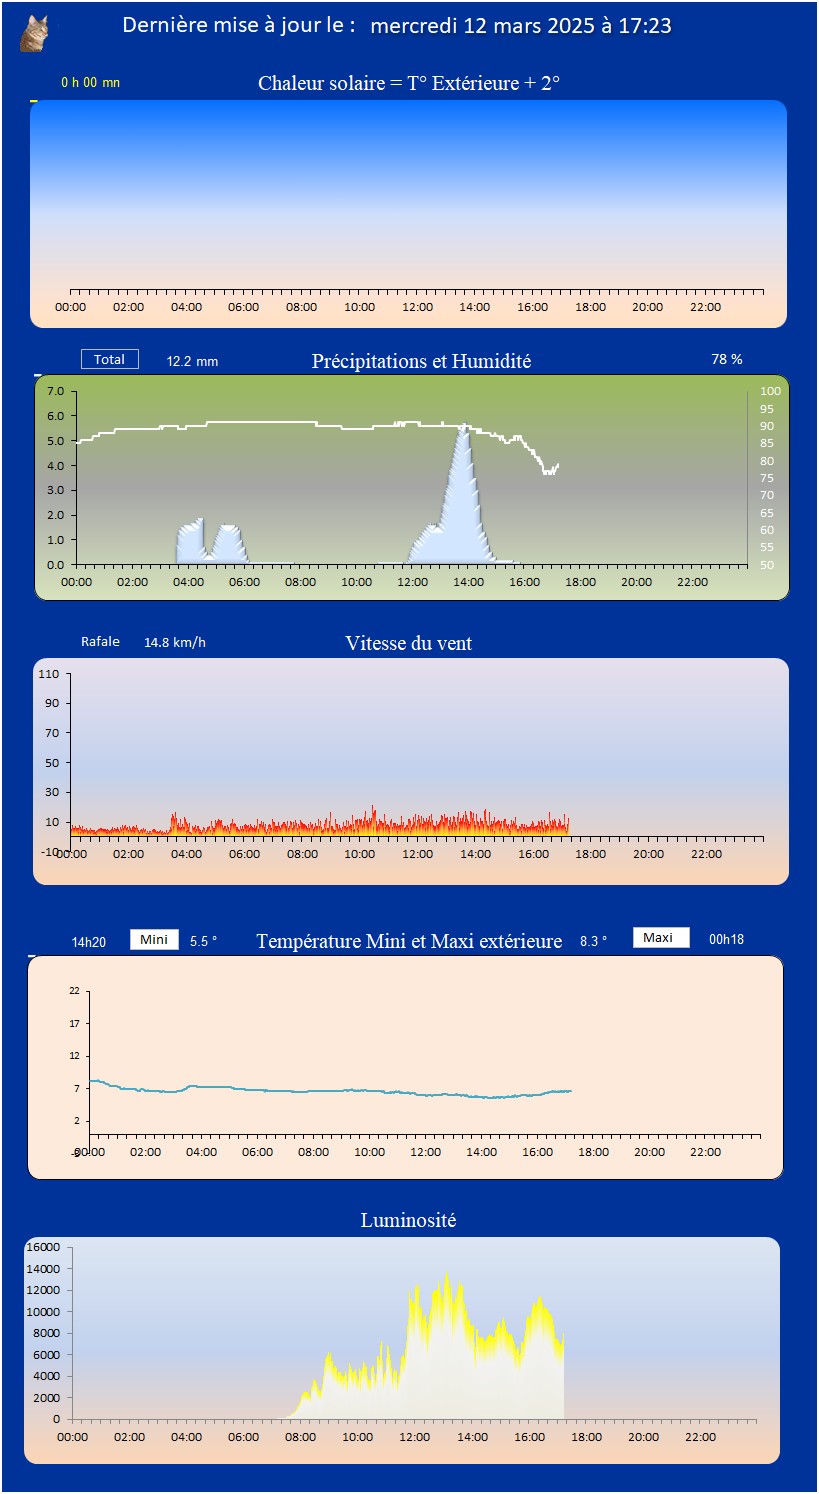 Dernière mise à jour le : mercredi 12 mars 2025 à 17:23
0 h 00 mn
Chaleur solaire = T° Extérieure + 2°
00:00 02:00 04:00 06:00 08:00 10:00 12:00 14:00 16:00 18:00 20:00 22:00
Total 12.2 mm Précipitations et Humidité 78 %
7.0 100
95
6.0 90
5.0 85
4.0 80
75
3.0 70
2.0 65
60
1.0 55
0.0 50
00:00 02:00 04:00 06:00 08:00 10:00 12:00 14:00 16:00 18:00 20:00 22:00
Rafale 14.8 km/h Vitesse du vent
110
90
70
50
30
10
-10
00:00 02:00 04:00 06:00 08:00 10:00 12:00 14:00 16:00 18:00 20:00 22:00
14h20 Mini 5.5 ° Température Mini et Maxi extérieure 8.3 ° Maxi 00h18
22
17
12
7
2
-3
00:00 02:00 04:00 06:00 08:00 10:00 12:00 14:00 16:00 18:00 20:00 22:00
Luminosité
16000
14000
12000
10000
8000
6000
4000
2000
0
00:00 02:00 04:00 06:00 08:00 10:00 12:00 14:00 16:00 18:00 20:00 22:00